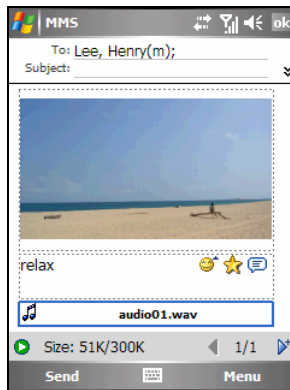 MMS ok
To: Lee, Henry(m);
Subject:
relax
audio01.wav
Size: 51K/300K 1/1
Send Menu